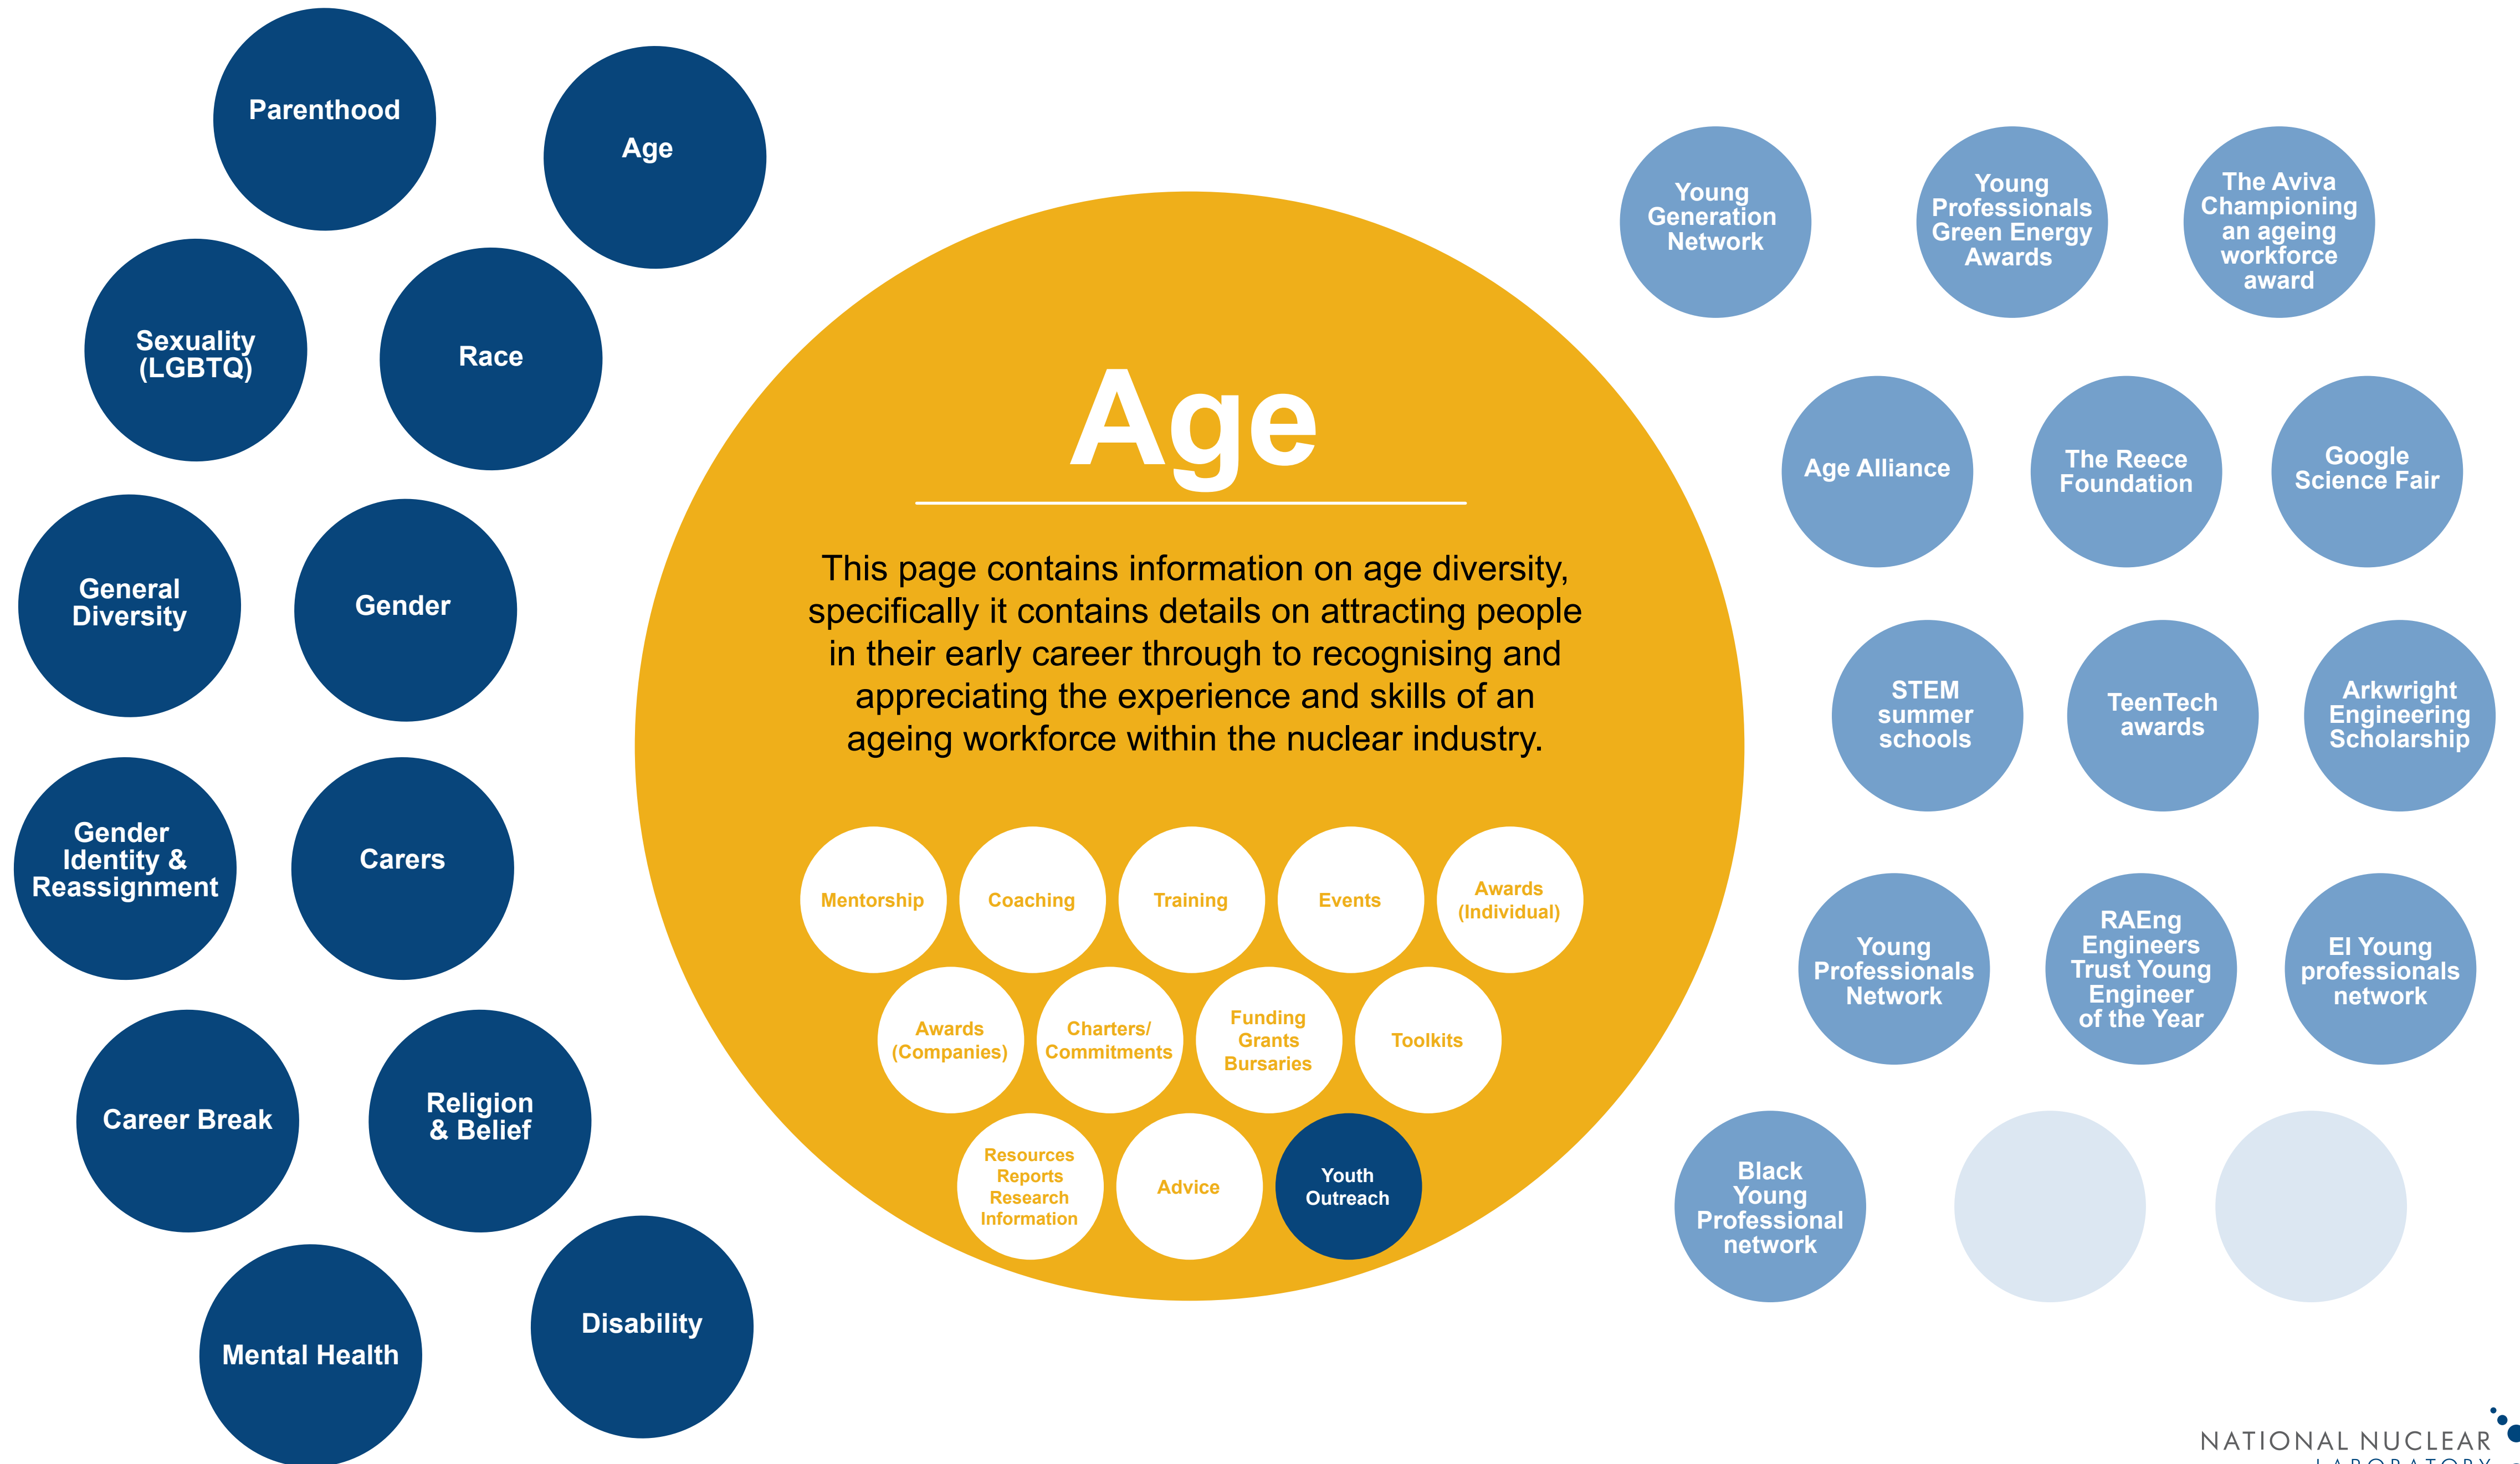 Parenthood
Age
Sexuality
(LGBTQ)
Race
General
Diversity
Gender
Gender
Identity &
Reassignment
Carers
Career Break
Religion
& Belief
Mental Health
Disability
Age
This page contains information on age diversity,
specifically it contains details on attracting people
in their early career through to recognising and
appreciating the experience and skills of an
ageing workforce within the nuclear industry.
Mentorship
Coaching
Training
Events
Awards
(Individual)
Awards
(Companies)
Charters/
Commitments
Funding
Grants
Bursaries
Toolkits
Resources
Reports
Research
Information
Advice
Youth
Outreach
Young
Generation
Network
Young
Professionals
Green Energy
Awards
The Aviva
Championing
an ageing
workforce
award
Age Alliance
The Reece
Foundation
Google
Science Fair
STEM
summer
schools
TeenTech
awards
Arkwright
Engineering
Scholarship
Young
Professionals
Network
RAEng
Engineers
Trust Young
Engineer
of the Year
EI Young
professionals
network
Black
Young
Professional
network
NATIONAL NUCLEAR
LABORATORY